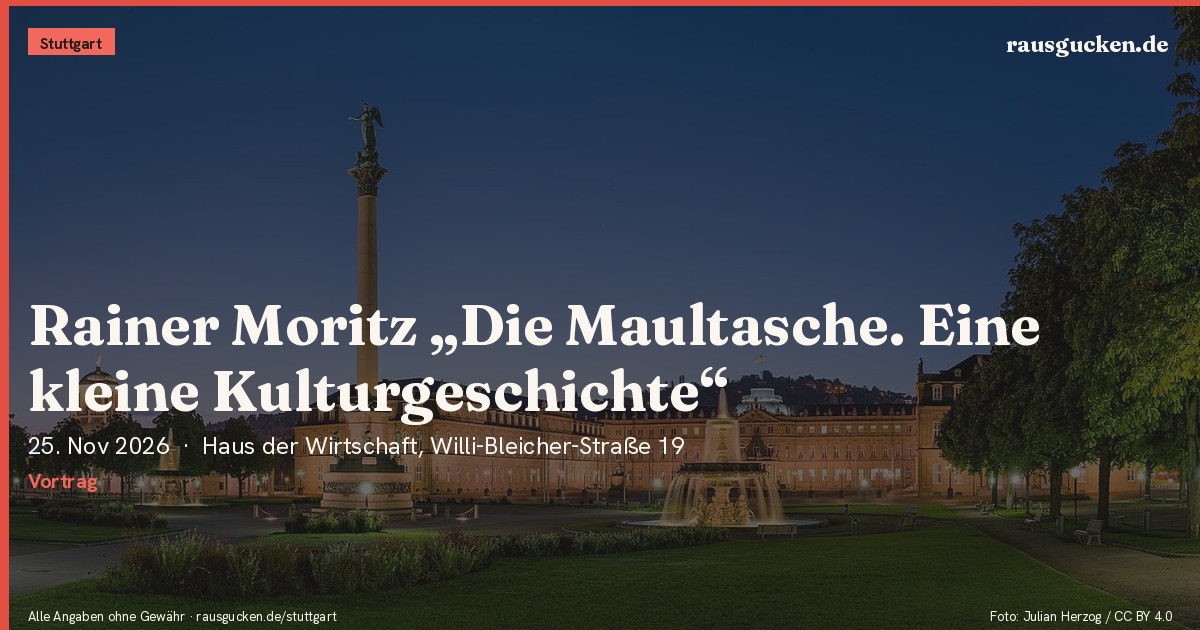 Stuttgart
rausgucken.de
Rainer Moritz „Die Maultasche. Eine
kleine Kulturgeschichte“
25. Nov 2026 · Haus der Wirtschaft, Willi-Bleicher-Straße 19
Vortrag
Alle Angaben ohne Gewähr · rausgucken.de/stuttgart
Foto: Julian Herzog / CC BY 4.0